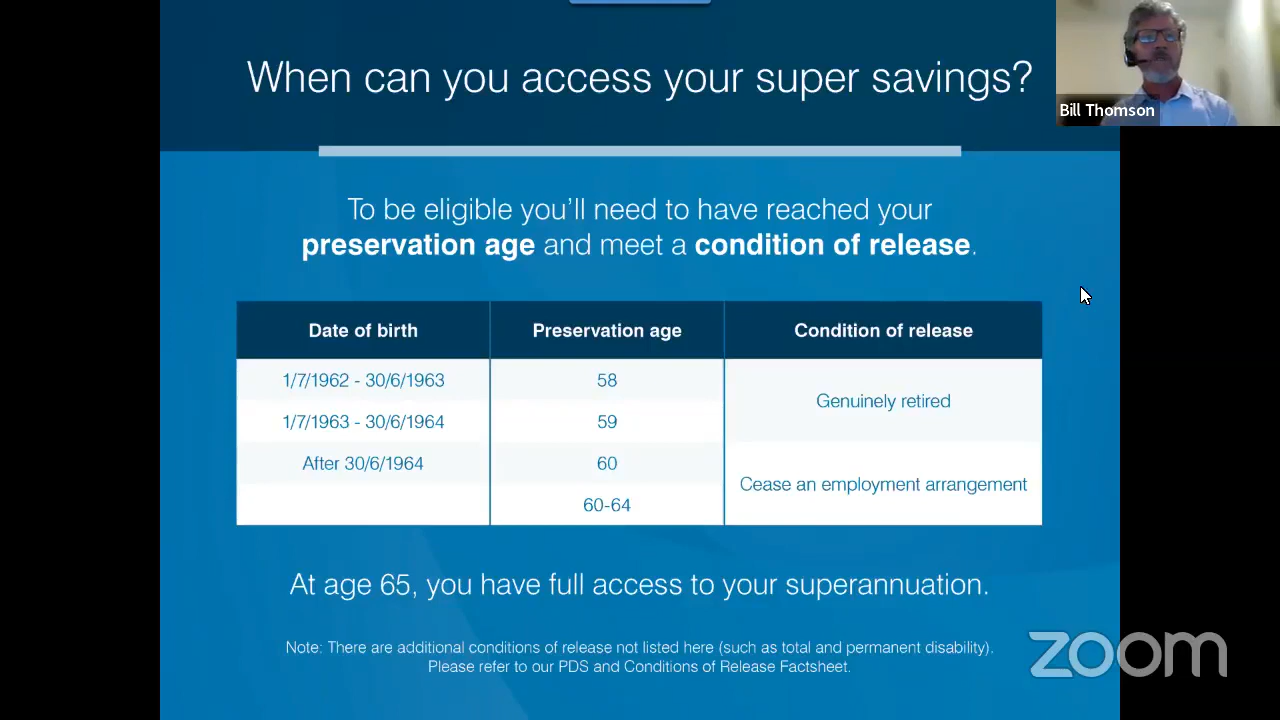 When can you access your super savings?
Bill Thomson
To be eligible you'll need to have reached your
preservation age and meet a condition of release.
Date of birth Preservation age Condition of release
1/7/1962 - 30/6/1963 58
Genuinely retired
1/7/1963 - 30/6/1964 59
After 30/6/1964 60
Cease an employment arrangement
60-64
At age 65, you have full access to your superannuation.
Note: There are additional conditions of release not listed here (such as total and permanent disability).
Please refer to our PDS and Conditions of Release Factsheet.
zoom